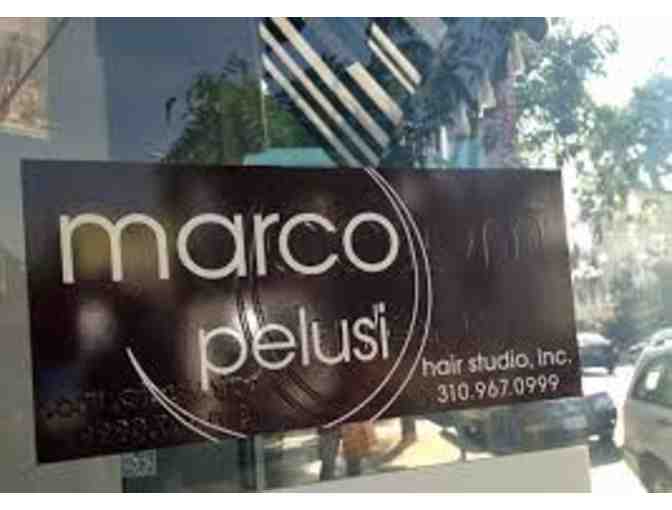 marco
pelusi
hair studio, Inc.
310.967.0999